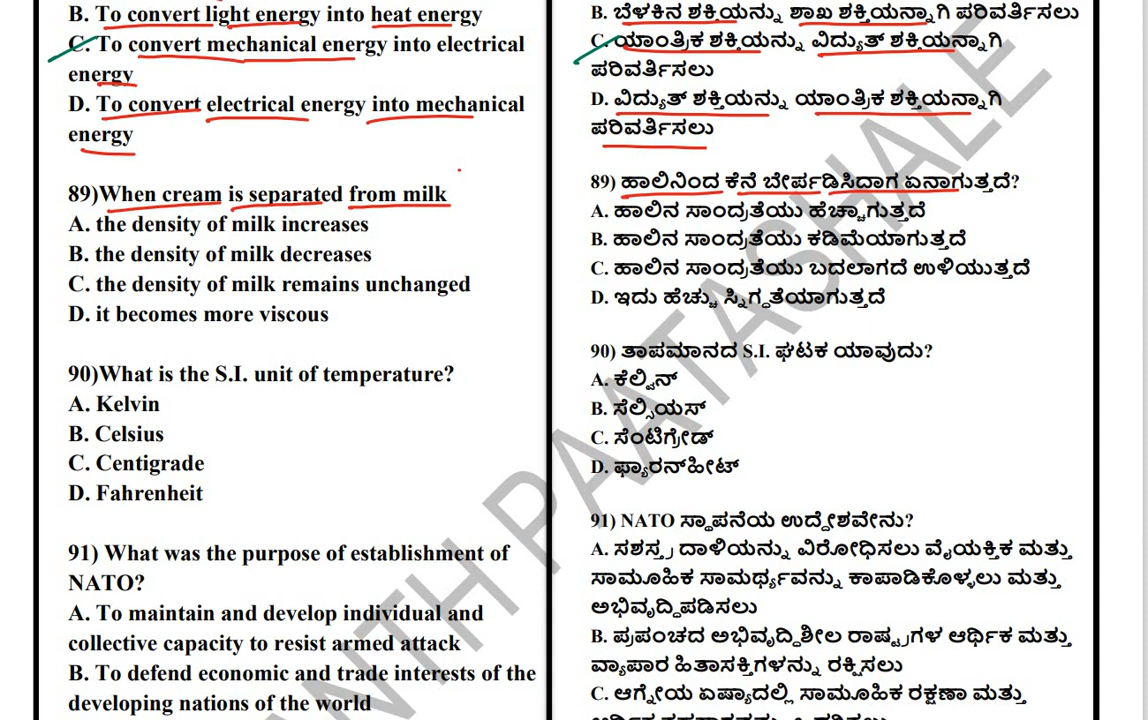 B. To convert light energy into heat energy
C. To convert mechanical energy into electrical
energy
D. To convert electrical energy into mechanical
energy
89)When cream is separated from milk
A. the density of milk increases
B. the density of milk decreases
C. the density of milk remains unchanged
D. it becomes more viscous
90)What is the S.I. unit of temperature?
A. Kelvin
B. Celsius
C. Centigrade
D. Fahrenheit
91) What was the purpose of establishment of
NATO?
A. To maintain and develop individual and
collective capacity to resist armed attack
B. To defend economic and trade interests of the
developing nations of the world
B. ಬೆಳಕಿನ ಶಕ್ತಿಯನ್ನು ಶಾಖ ಶಕ್ತಿಯನ್ನಾಗಿ ಪರಿವರ್ತಿಸಲು
C. ಯಾಂತ್ರಿಕ ಶಕ್ತಿಯನ್ನು ವಿದ್ಯುತ್ ಶಕ್ತಿಯನ್ನಾಗಿ
ಪರಿವರ್ತಿಸಲು
D. ವಿದ್ಯುತ್ ಶಕ್ತಿಯನ್ನು ಯಾಂತ್ರಿಕ ಶಕ್ತಿಯನ್ನಾಗಿ
ಪರಿವರ್ತಿಸಲು
89) ಹಾಲಿನಿಂದ ಕೆನೆ ಬೇರ್ಪಡಿಸಿದಾಗ ಏನಾಗುತ್ತದೆ?
A. ಹಾಲಿನ ಸಾಂದ್ರತೆಯು ಹೆಚ್ಚಾಗುತ್ತದೆ
B. ಹಾಲಿನ ಸಾಂದ್ರತೆಯು ಕಡಿಮೆಯಾಗುತ್ತದೆ
C. ಹಾಲಿನ ಸಾಂದ್ರತೆಯು ಬದಲಾಗದೆ ಉಳಿಯುತ್ತದೆ
D. ಇದು ಹೆಚ್ಚು ಸ್ನಿಗ್ಧತೆಯಾಗುತ್ತದೆ
90) ತಾಪಮಾನದ S.I. ಘಟಕ ಯಾವುದು?
A. ಕೆಲ್ವಿನ್
B. ಸೆಲ್ಸಿಯಸ್
C. ಸೆಂಟಿಗ್ರೇಡ್
D. ಫ್ಯಾರನ್‌ಹೀಟ್
91) NATO ಸ್ಥಾಪನೆಯ ಉದ್ದೇಶವೇನು?
A. ಸಶಸ್ತ್ರ ದಾಳಿಯನ್ನು ವಿರೋಧಿಸಲು ವೈಯಕ್ತಿಕ ಮತ್ತು
ಸಾಮೂಹಿಕ ಸಾಮರ್ಥ್ಯವನ್ನು ಕಾಪಾಡಿಕೊಳ್ಳಲು ಮತ್ತು
ಅಭಿವೃದ್ಧಿಪಡಿಸಲು
B. ಪ್ರಪಂಚದ ಅಭಿವೃದ್ಧಿಶೀಲ ರಾಷ್ಟ್ರಗಳ ಆರ್ಥಿಕ ಮತ್ತು
ವ್ಯಾಪಾರ ಹಿತಾಸಕ್ತಿಗಳನ್ನು ರಕ್ಷಿಸಲು
C. ಆಗ್ನೇಯ ಏಷ್ಯಾದಲ್ಲಿ ಸಾಮೂಹಿಕ ರಕ್ಷಣಾ ಮತ್ತು
ANTH PAATASHALE